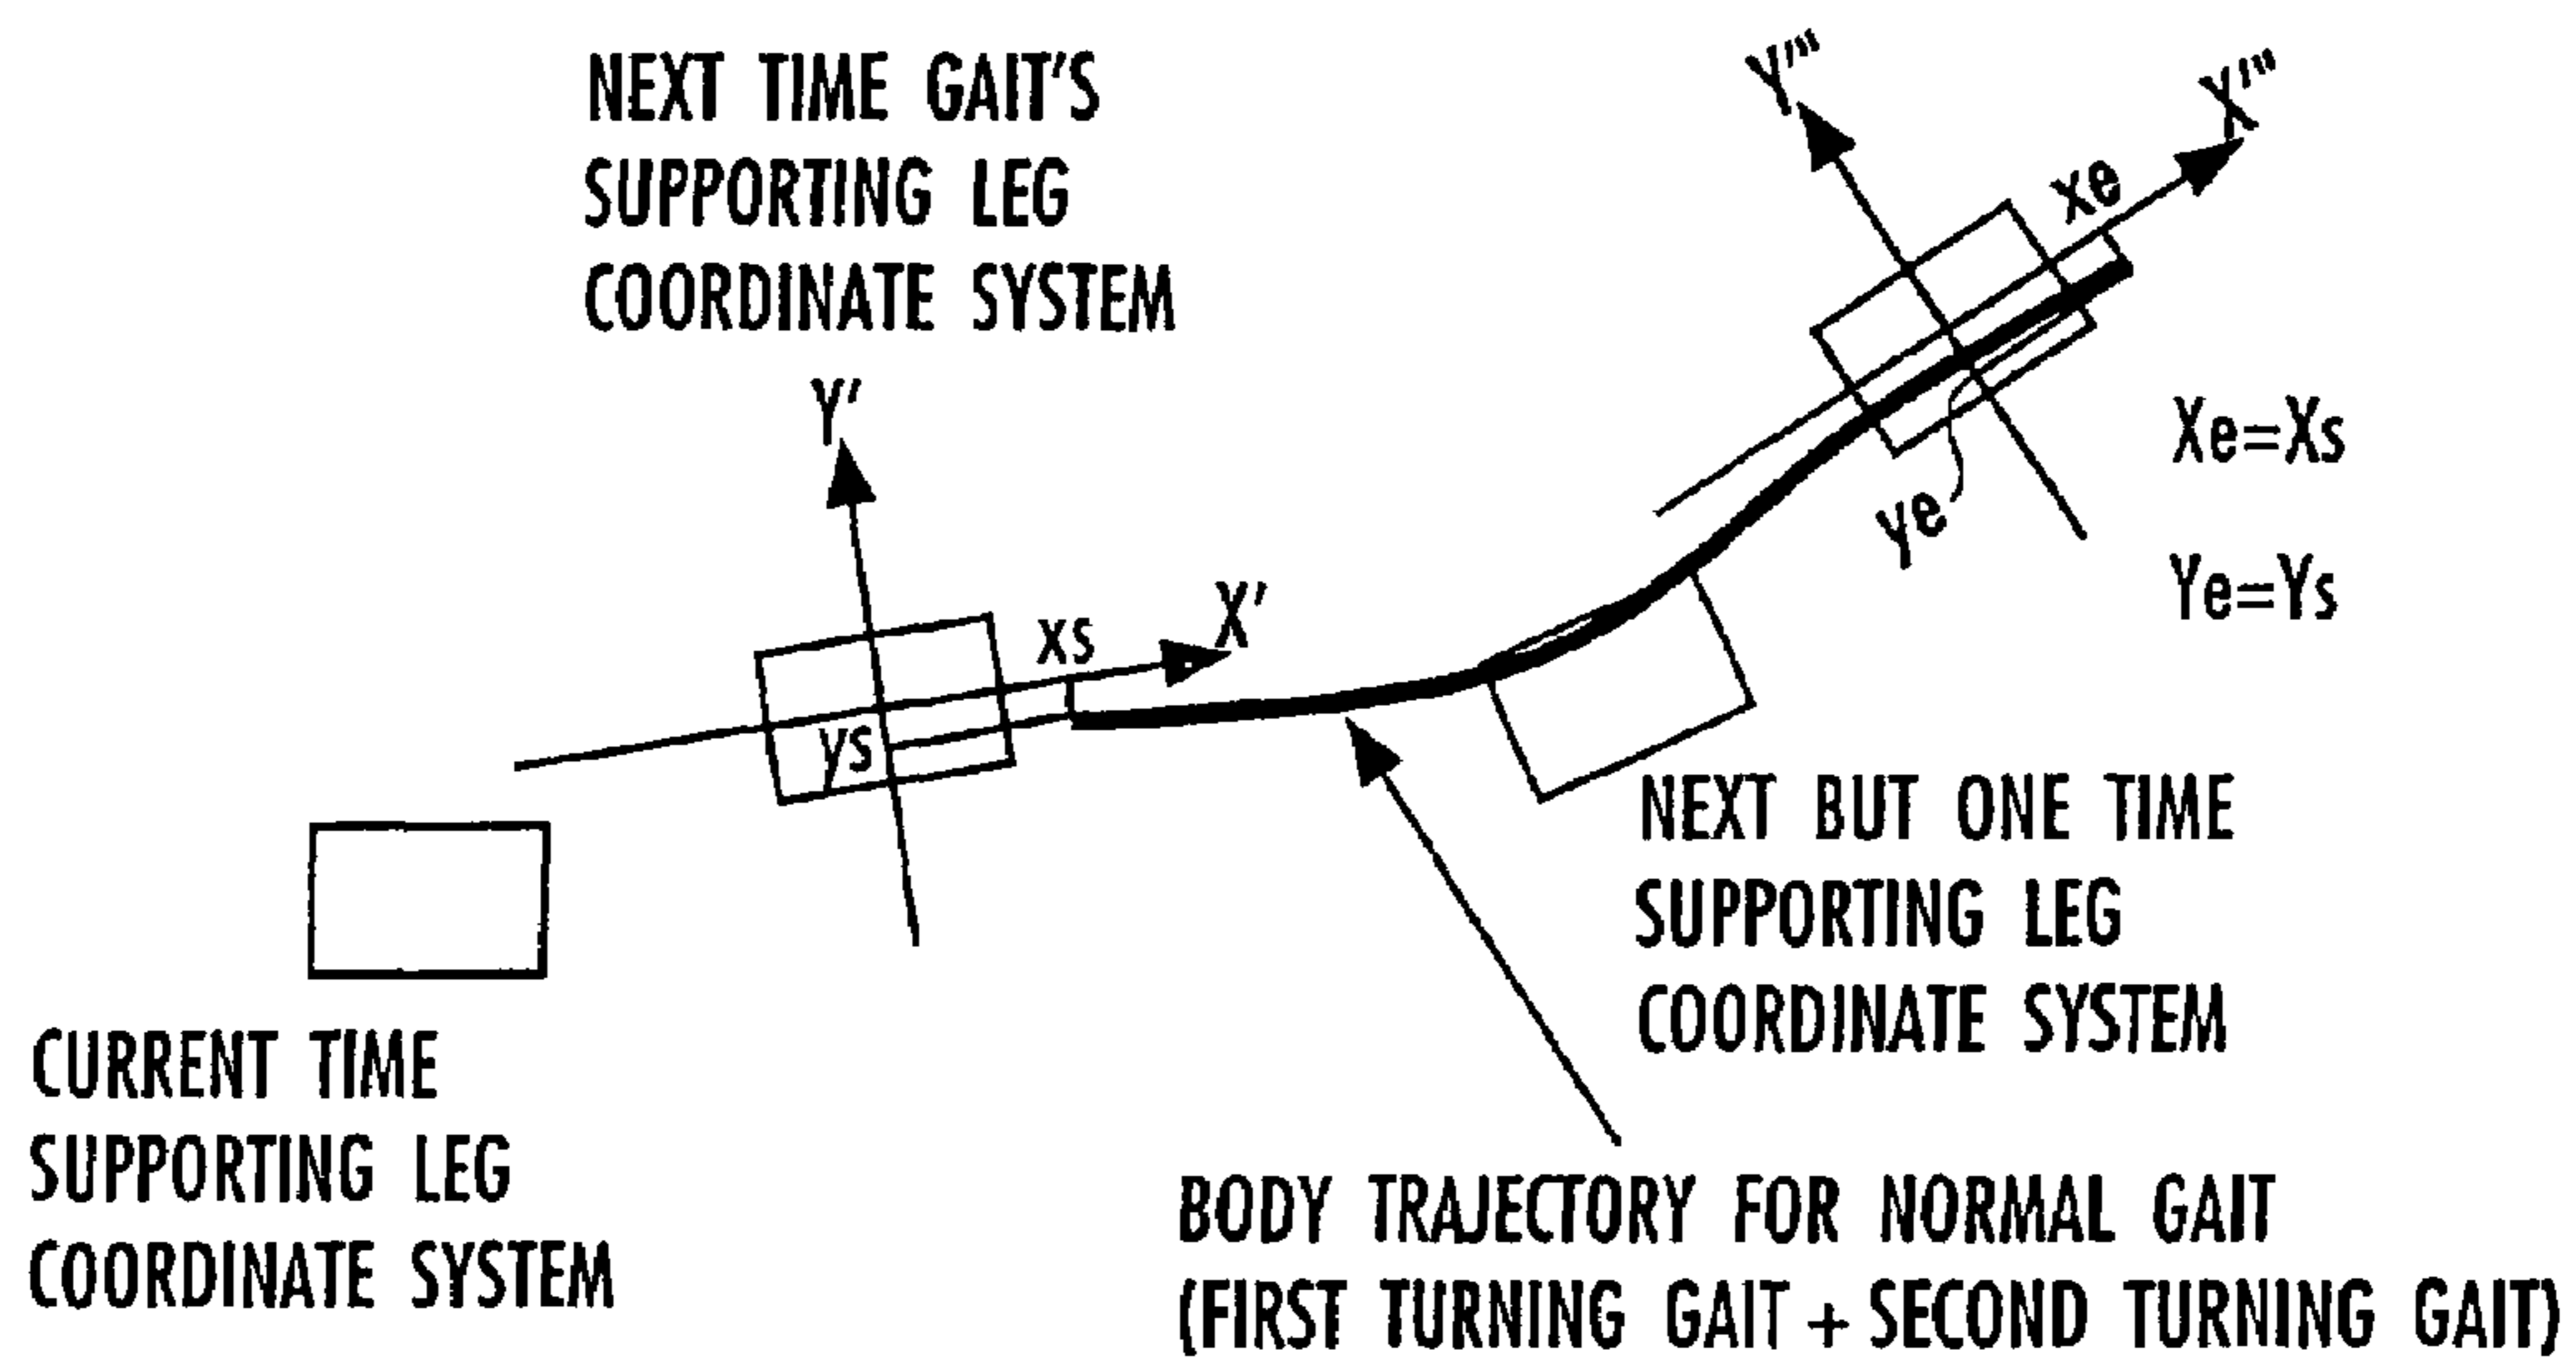 NEXT TIME GAIT'S
SUPPORTING LEG
COORDINATE SYSTEM
Y'
X'
xs
ys
Y'''
X'''
xe
ye
Xe=Xs
Ye=Ys
CURRENT TIME
SUPPORTING LEG
COORDINATE SYSTEM
NEXT BUT ONE TIME
SUPPORTING LEG
COORDINATE SYSTEM
BODY TRAJECTORY FOR NORMAL GAIT
(FIRST TURNING GAIT + SECOND TURNING GAIT)